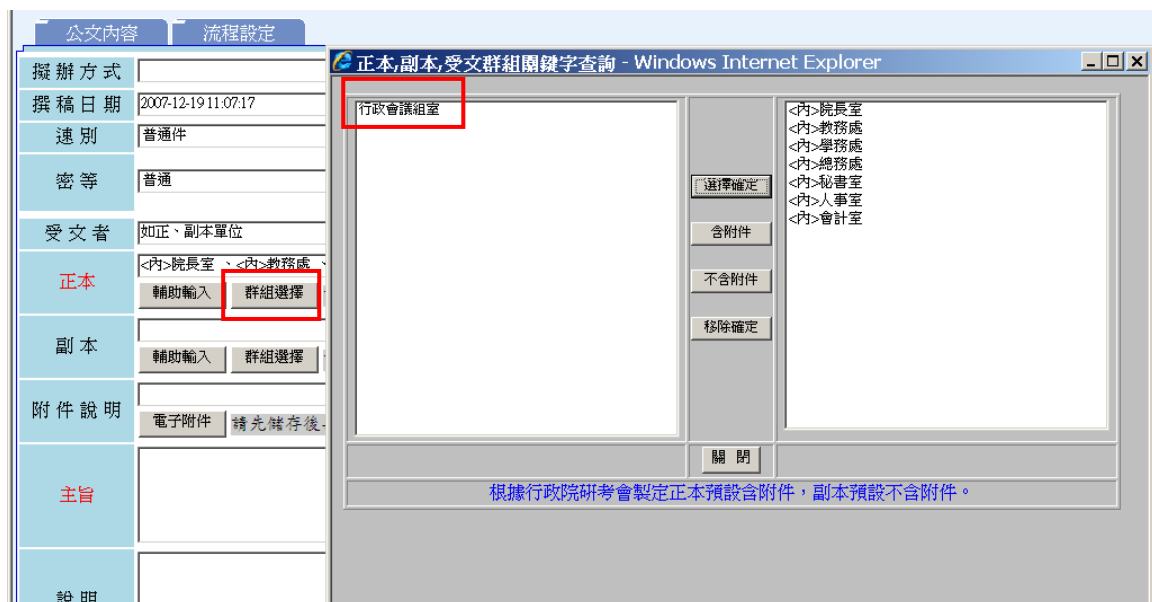 公文內容
流程設定
擬辦方式
撰稿日期
2007-12-19 11:07:17
速別
普通件
密等
普通
受文者
如正、副本單位
正本
<內>院長室 、<內>教務處 、
輔助輸入
群組選擇
副本
輔助輸入
群組選擇
附件說明
電子附件
請先儲存後
主旨
說明
正本,副本,受文群組關鍵字查詢 - Windows Internet Explorer
行政會議組室
選擇確定
含附件
不含附件
移除確定
<內>院長室
<內>教務處
<內>學務處
<內>總務處
<內>秘書室
<內>人事室
<內>會計室
關 閉
根據行政院研考會製定正本預設含附件,副本預設不含附件。